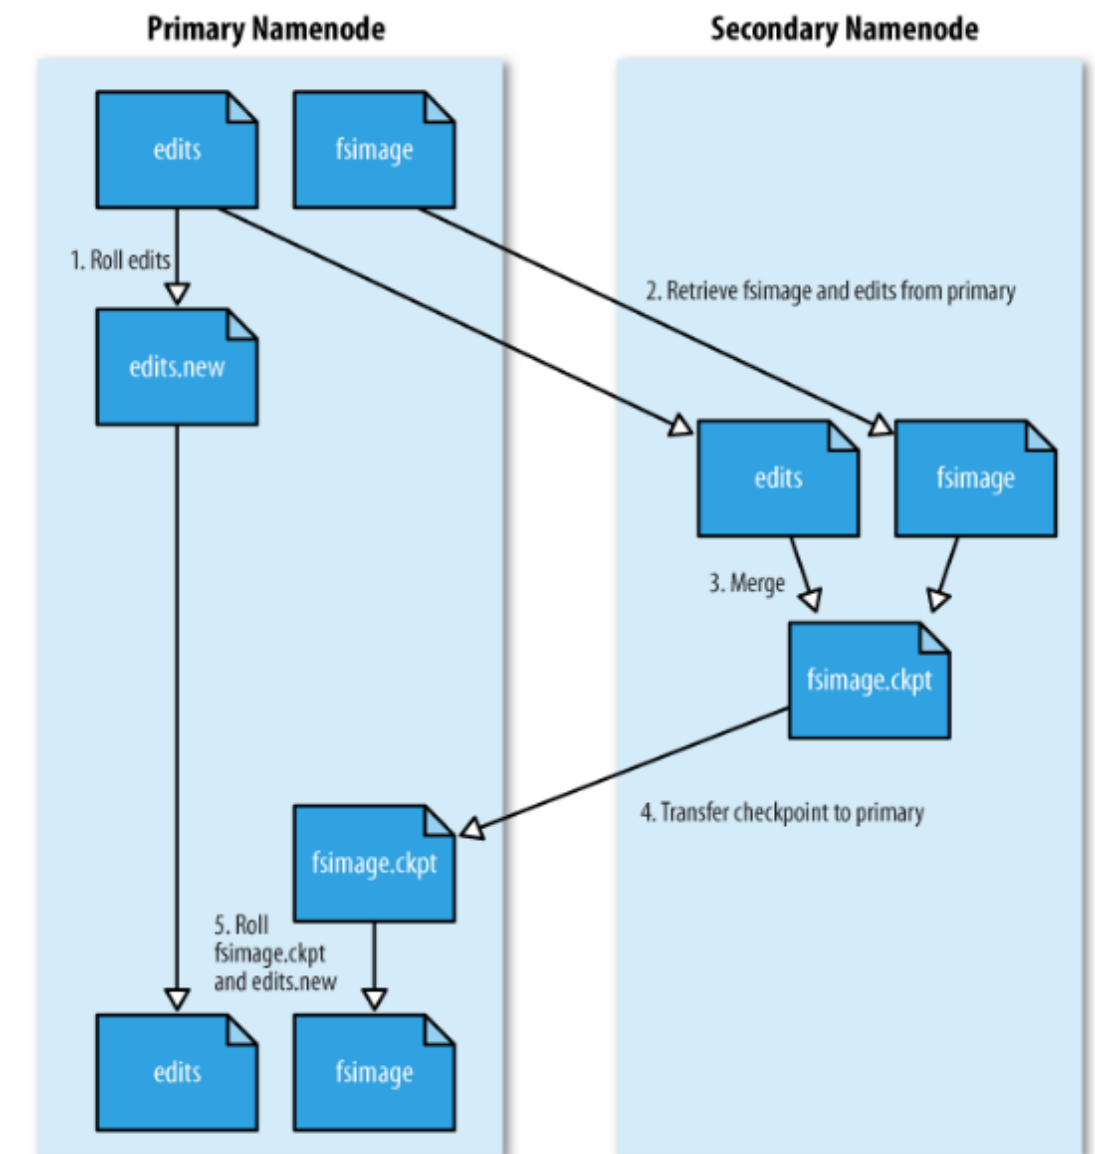 Primary Namenode
Secondary Namenode
edits
fsimage
1. Roll edits
2. Retrieve fsimage and edits from primary
edits.new
edits
fsimage
3. Merge
fsimage.ckpt
4. Transfer checkpoint to primary
fsimage.ckpt
5. Roll
fsimage.ckpt
and edits.new
edits
fsimage